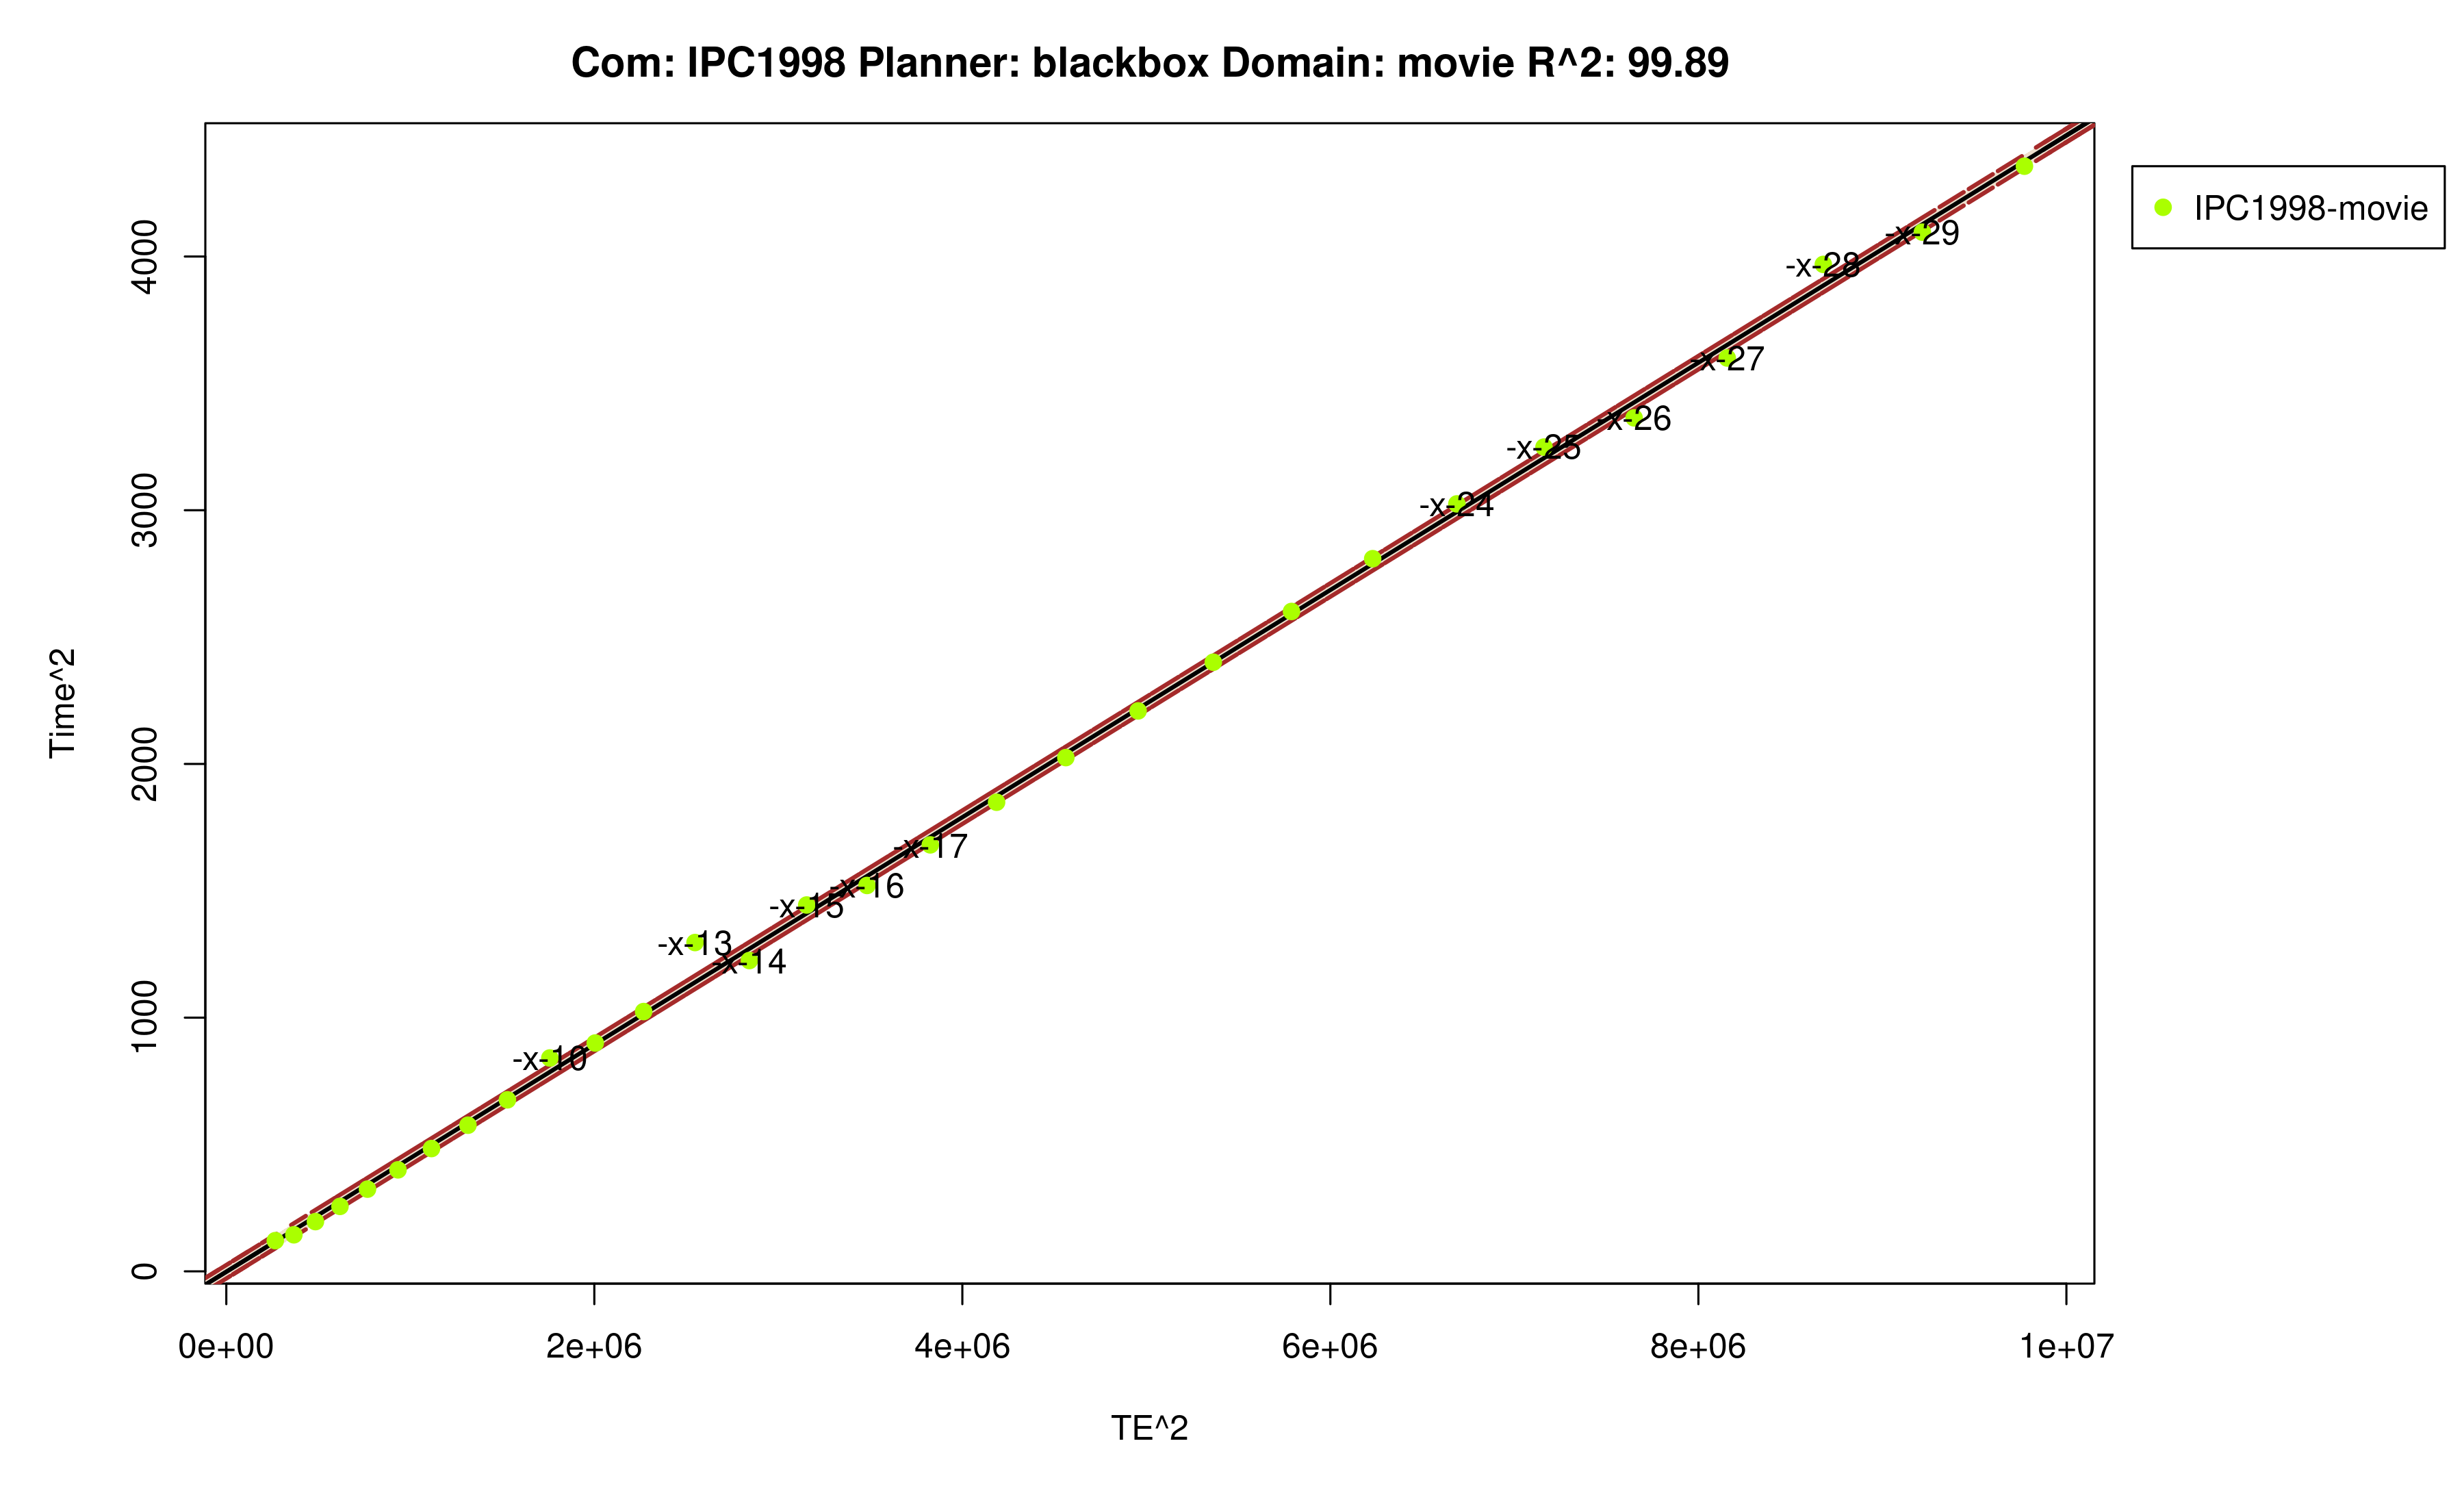 Com: IPC1998 Planner: blackbox Domain: movie R^2: 99.89
IPC1998-movie
Time^2
4000
3000
2000
1000
0
-x-29
-x-28
-x-27
-x-26
-x-25
-x-24
-x-17
-x-16
-x-15
-x-13
-x-14
-x-10
0e+00 2e+06 4e+06 6e+06 8e+06 1e+07
TE^2